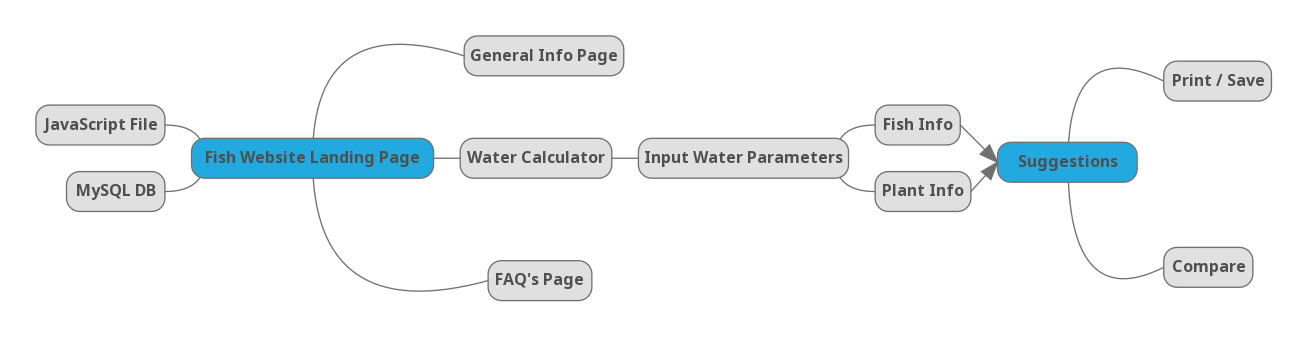 General Info Page
JavaScript File
Fish Website Landing Page
MySQL DB
Water Calculator
FAQ's Page
Input Water Parameters
Fish Info
Plant Info
Suggestions
Print / Save
Compare